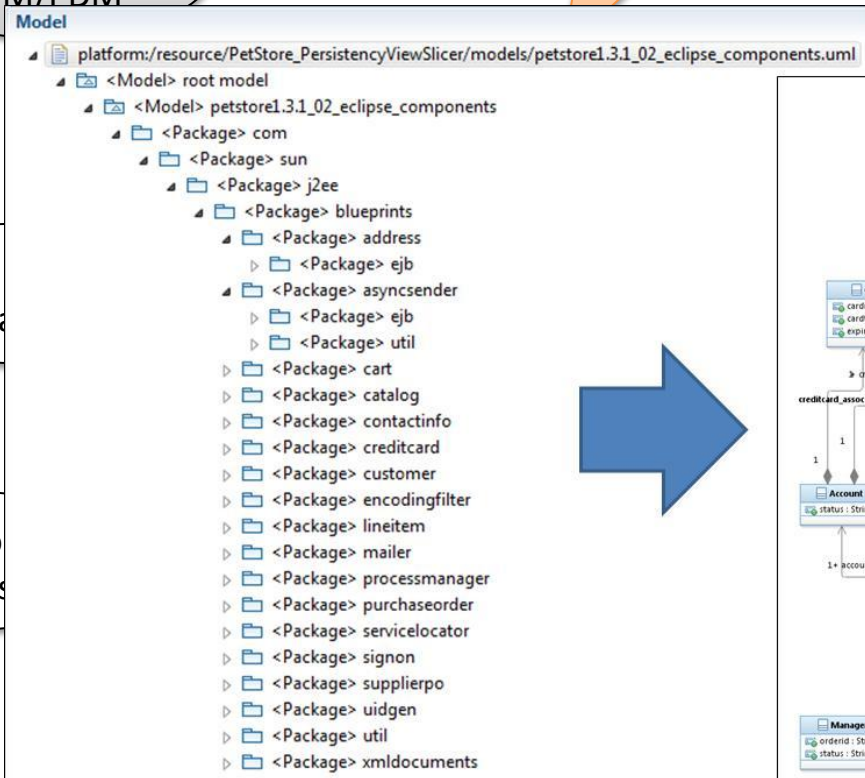 Model
platform:/resource/PetStore_PersistencyViewSlicer/models/petstore1.3.1_02_eclipse_components.uml
<Model> root model
<Model> petstore1.3.1_02_eclipse_components
<Package> com
<Package> sun
<Package> j2ee
<Package> blueprints
<Package> address
<Package> ejb
<Package> asyncsender
<Package> ejb
<Package> util
<Package> cart
<Package> catalog
<Package> contactinfo
<Package> creditcard
<Package> customer
<Package> encodingfilter
<Package> lineitem
<Package> mailer
<Package> processmanager
<Package> purchaseorder
<Package> servicelocator
<Package> signon
<Package> supplierpo
<Package> uidgen
<Package> util
<Package> xmldocuments
creditcard_assoc
1
1
Account
status : Stri
1
Manage
orderid : St
status : Stri